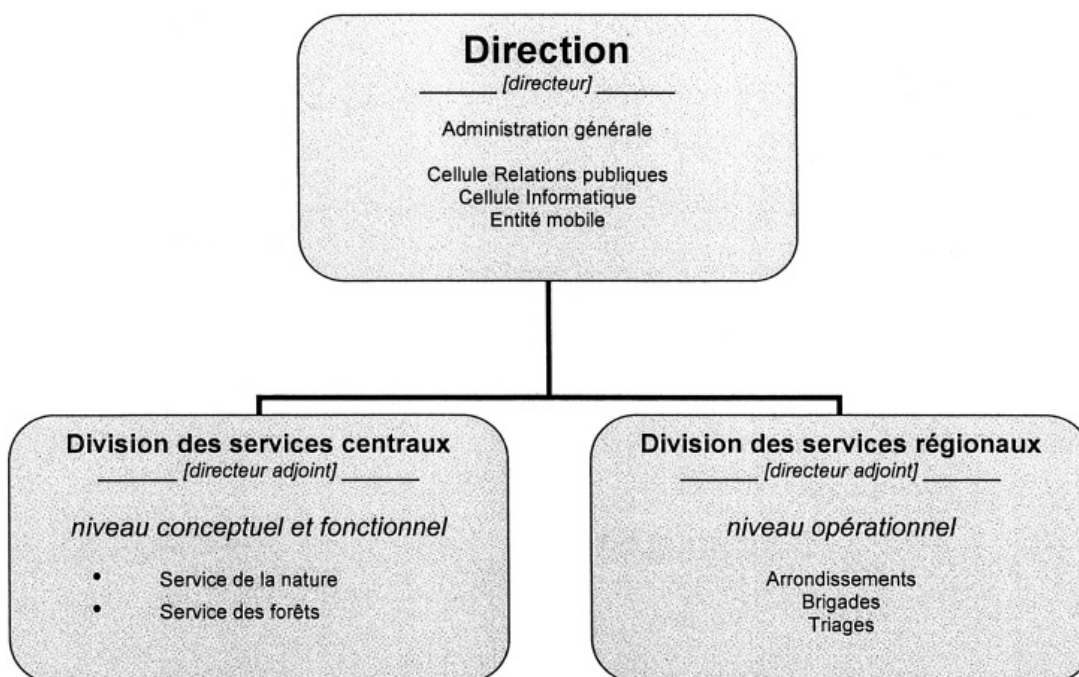 Direction
[directeur]
Administration générale
Cellule Relations publiques
Cellule Informatique
Entité mobile
Division des services centraux
[directeur adjoint]
niveau conceptuel et fonctionnel
• Service de la nature
• Service des forêts
Division des services régionaux
[directeur adjoint]
niveau opérationnel
Arrondissements
Brigades
Triages